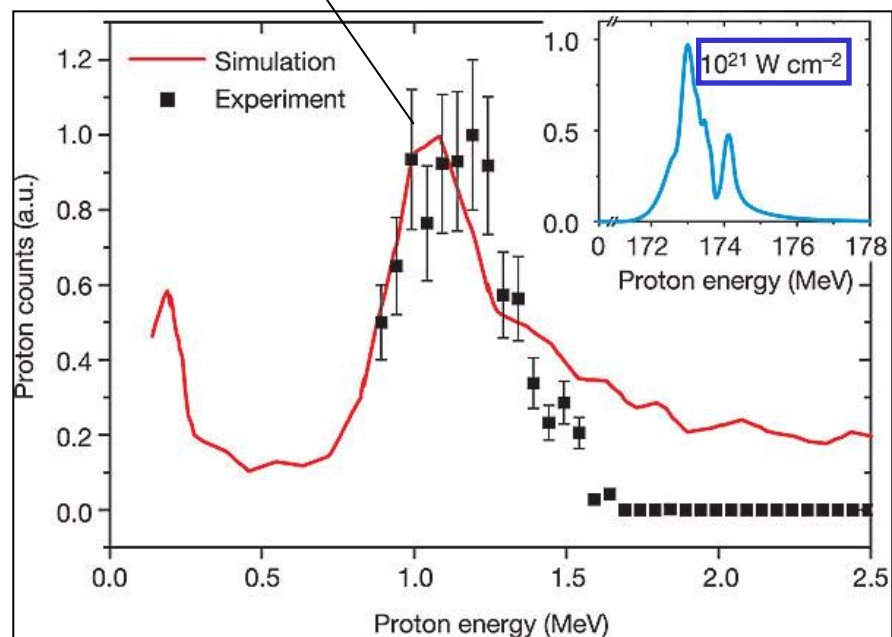 Simulation
Experiment
Proton counts (a.u.)
1.2
1.0
0.8
0.6
0.4
0.2
0.0
0.0 0.5 1.0 1.5 2.0 2.5
Proton energy (MeV)
10²¹ W cm⁻²
1.0
0.5
0.0
0 172 174 176 178
Proton energy (MeV)